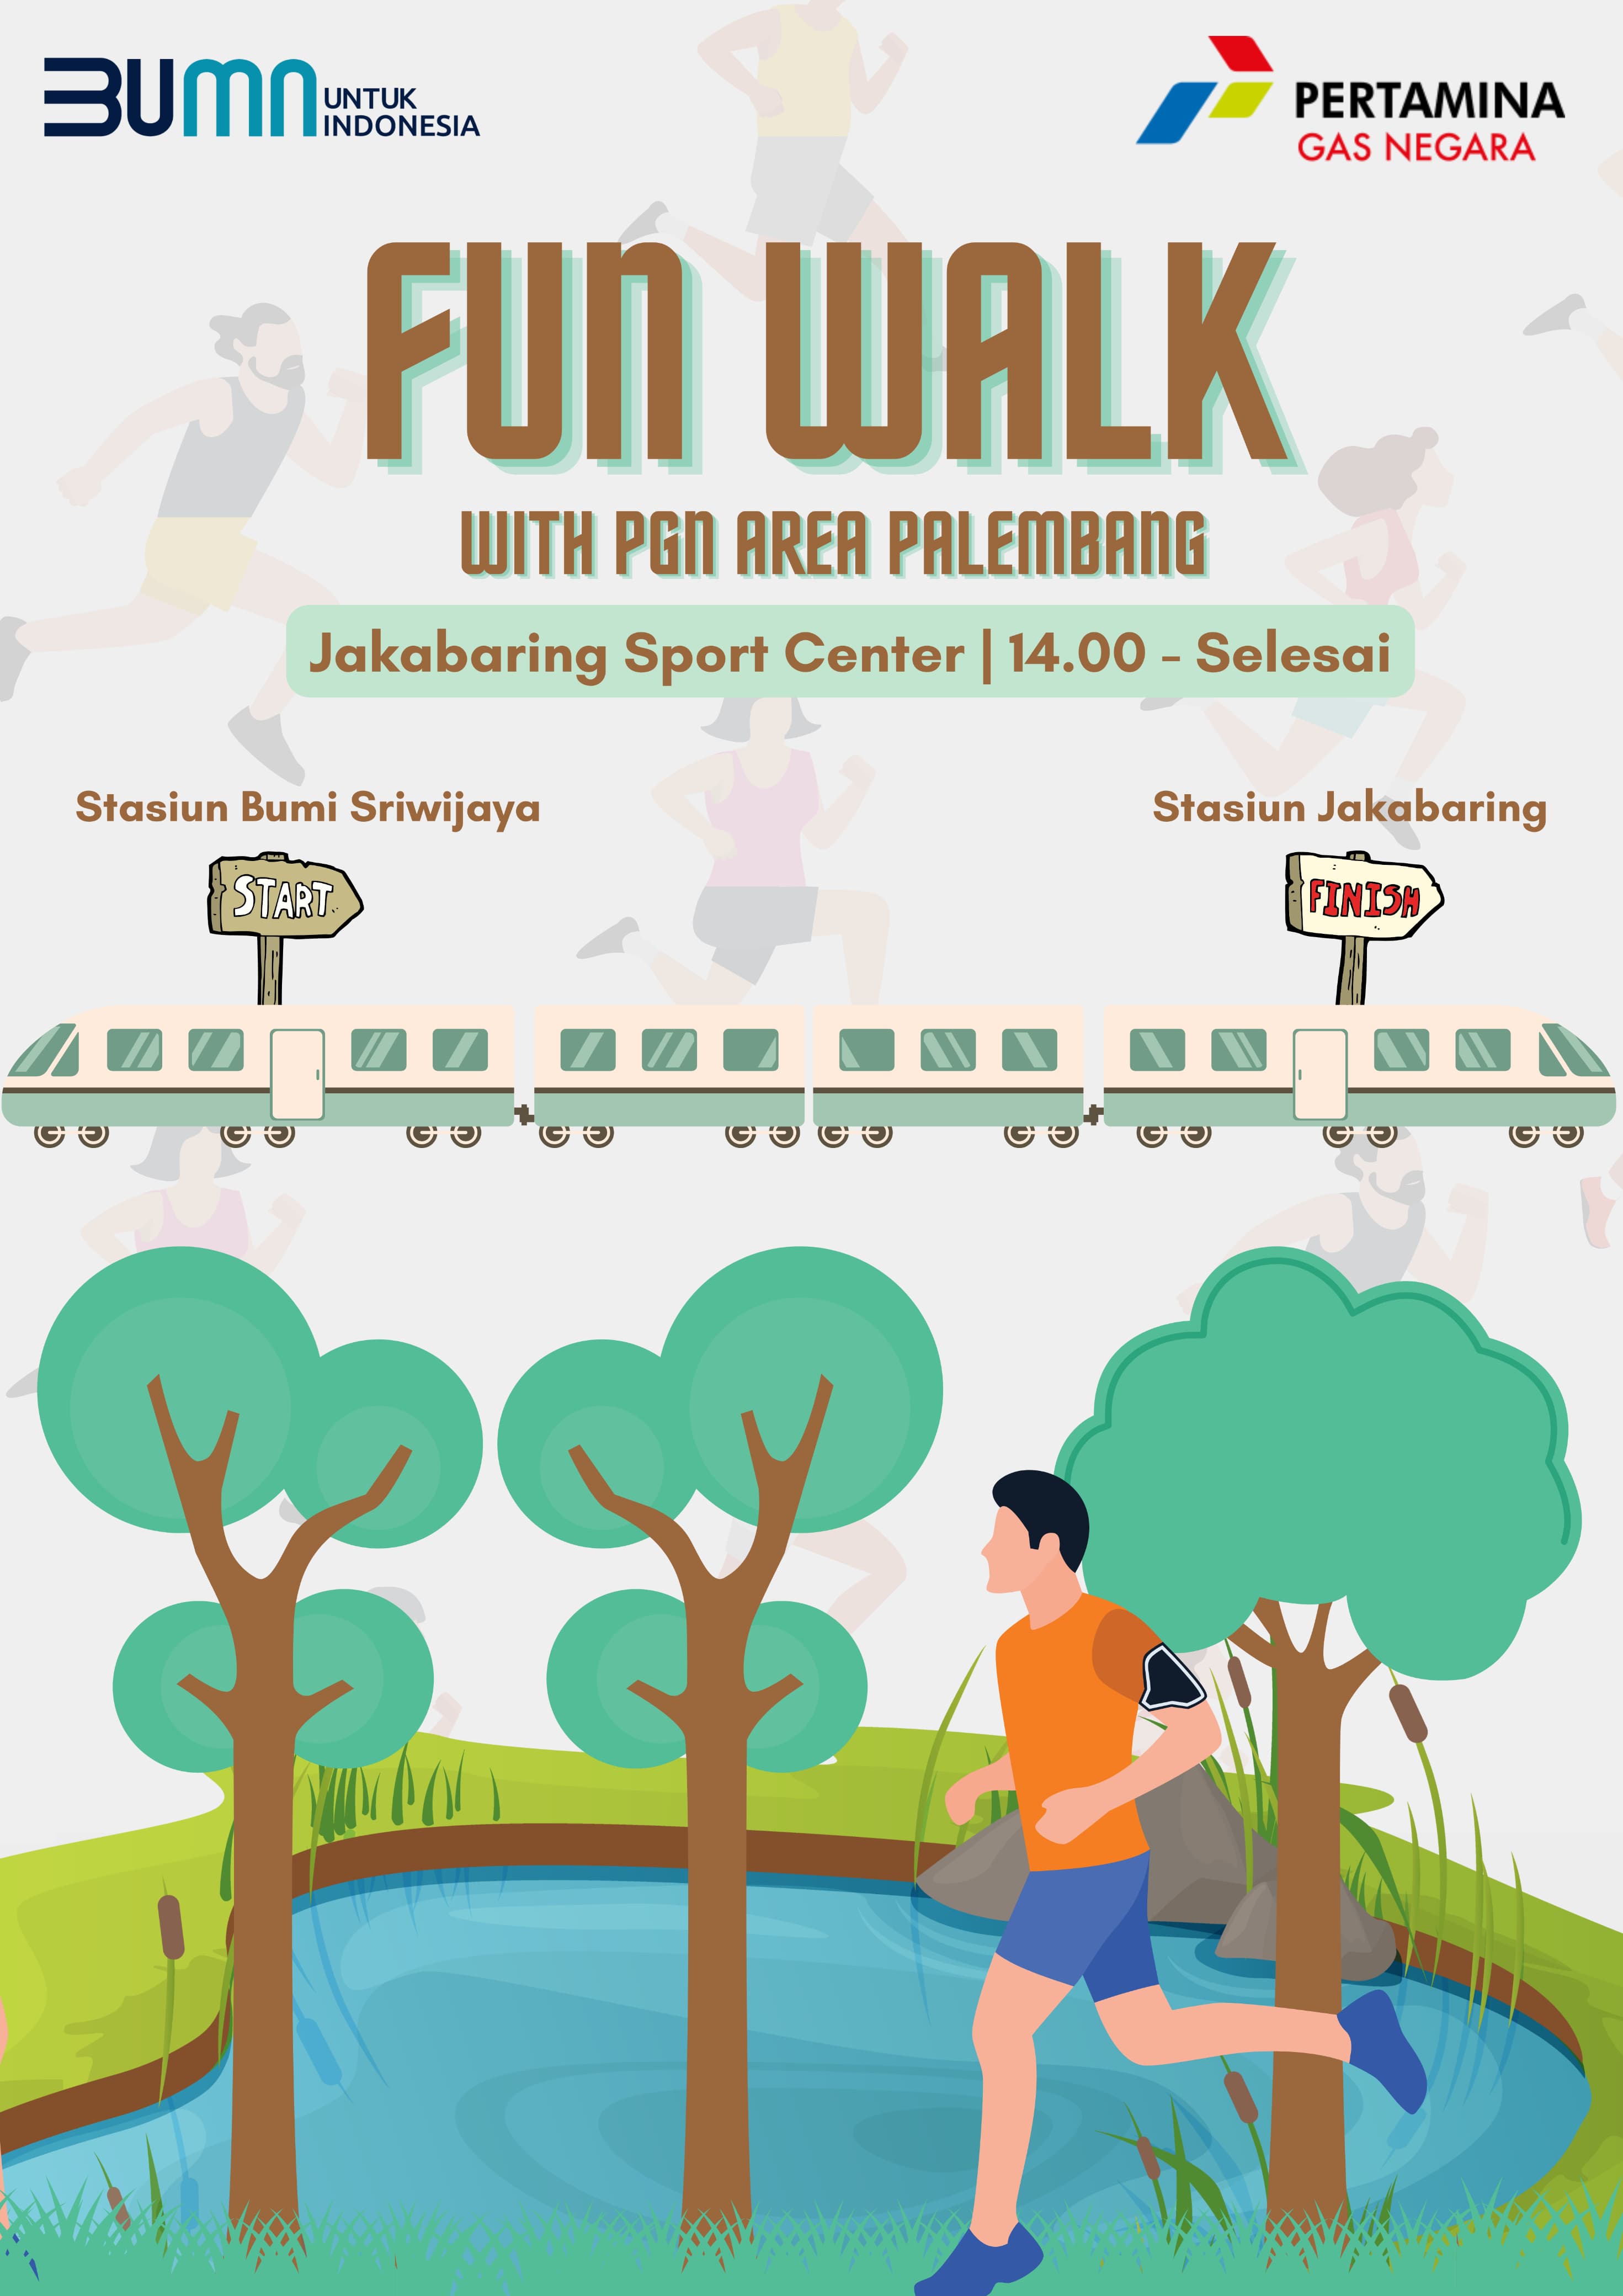 BUMN UNTUK
INDONESIA
PERTAMINA
GAS NEGARA
FUN WALK
WITH PGN AREA PALEMBANG
Jakabaring Sport Center | 14.00 - Selesai
Stasiun Bumi Sriwijaya
Stasiun Jakabaring
START
FINISH